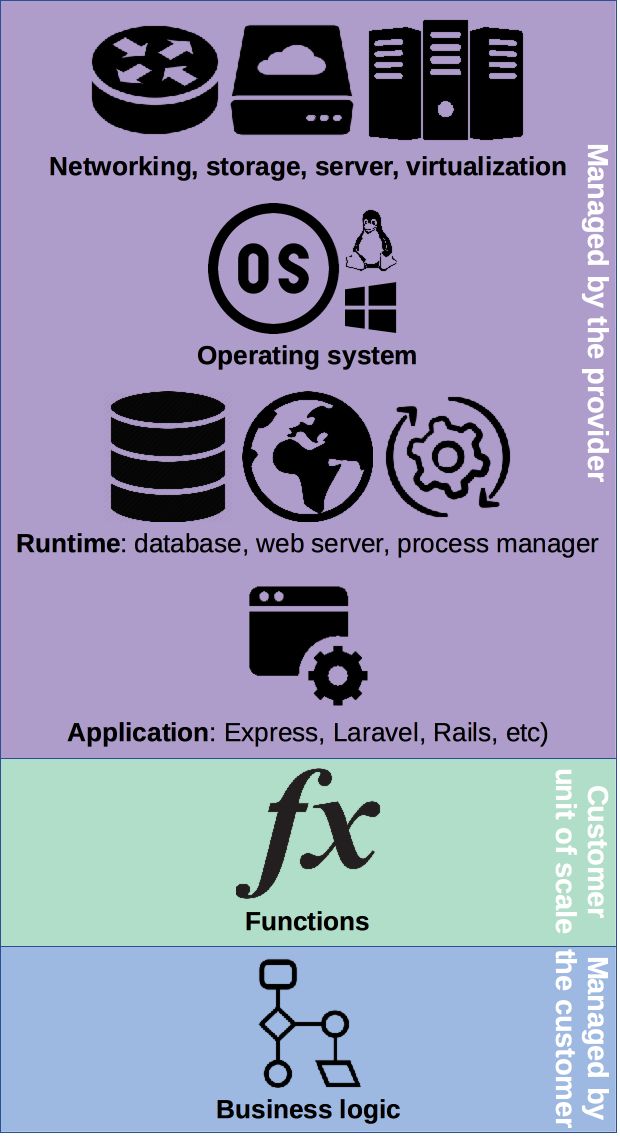 Networking, storage, server, virtualization
OS
Operating system
Runtime: database, web server, process manager
Application: Express, Laravel, Rails, etc)
Managed by the provider
fx
Functions
Customer
unit of scale
Business logic
Managed by
the customer